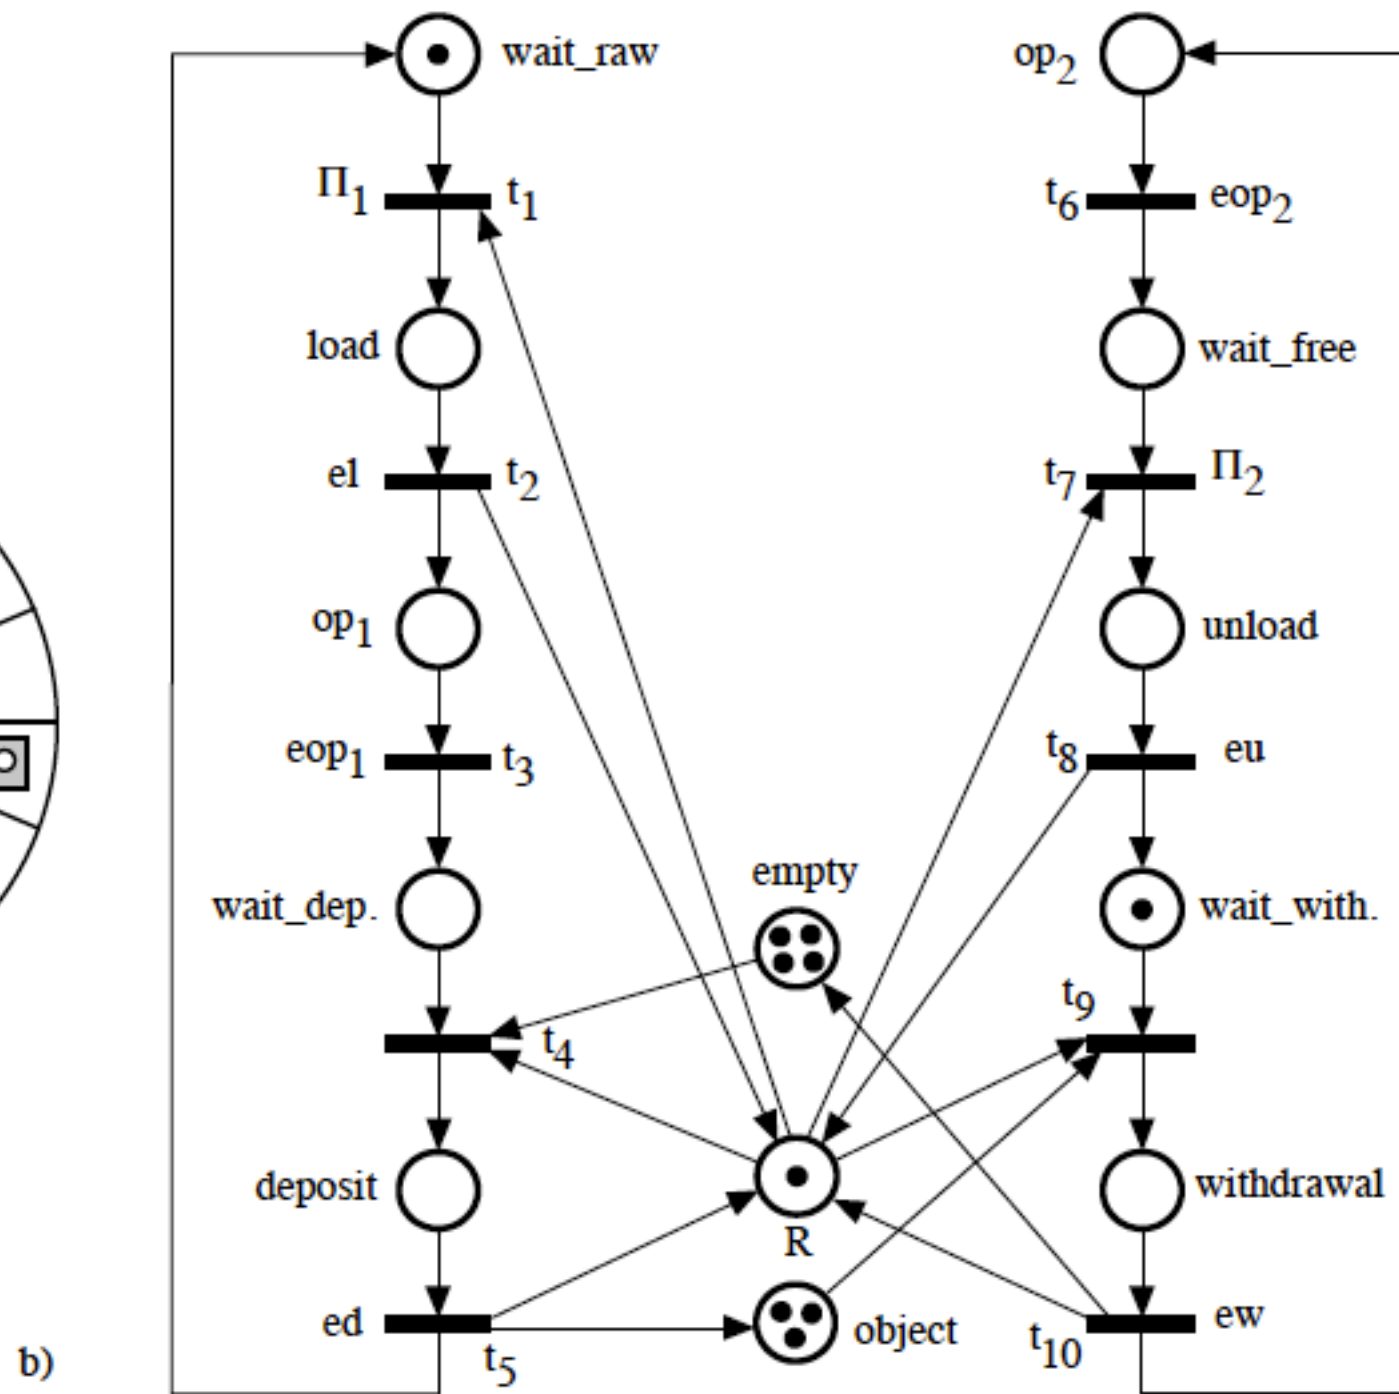 wait_raw
op2
Π1 t1
t6 eop2
load
wait_free
el t2
t7 Π2
op1
unload
eop1 t3
t8 eu
empty
wait_dep.
wait_with.
t9
t4
deposit
withdrawal
R
ed
object
ew
t10
t5
b)